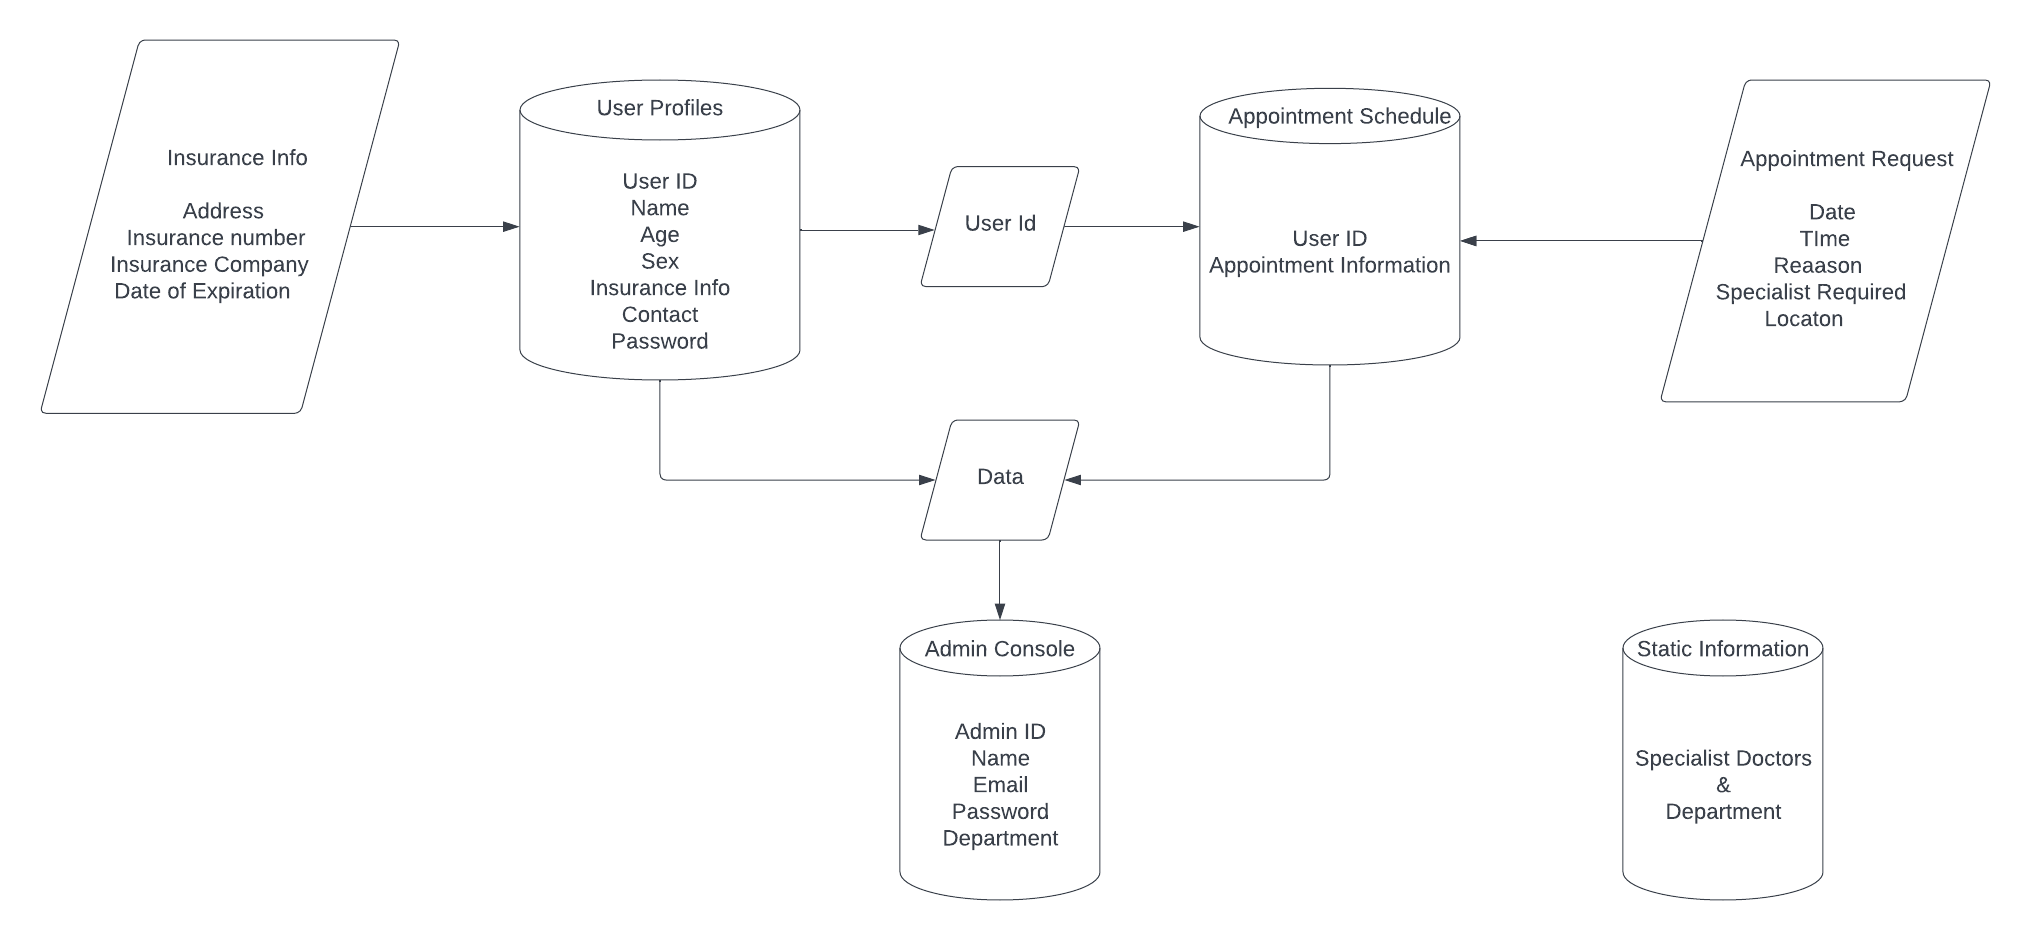 Insurance Info
Address
Insurance number
Insurance Company
Date of Expiration
User Profiles
User ID
Name
Age
Sex
Insurance Info
Contact
Password
User Id
Appointment Schedule
User ID
Appointment Information
Appointment Request
Date
TIme
Reaason
Specialist Required
Locaton
Data
Admin Console
Admin ID
Name
Email
Password
Department
Static Information
Specialist Doctors
&
Department